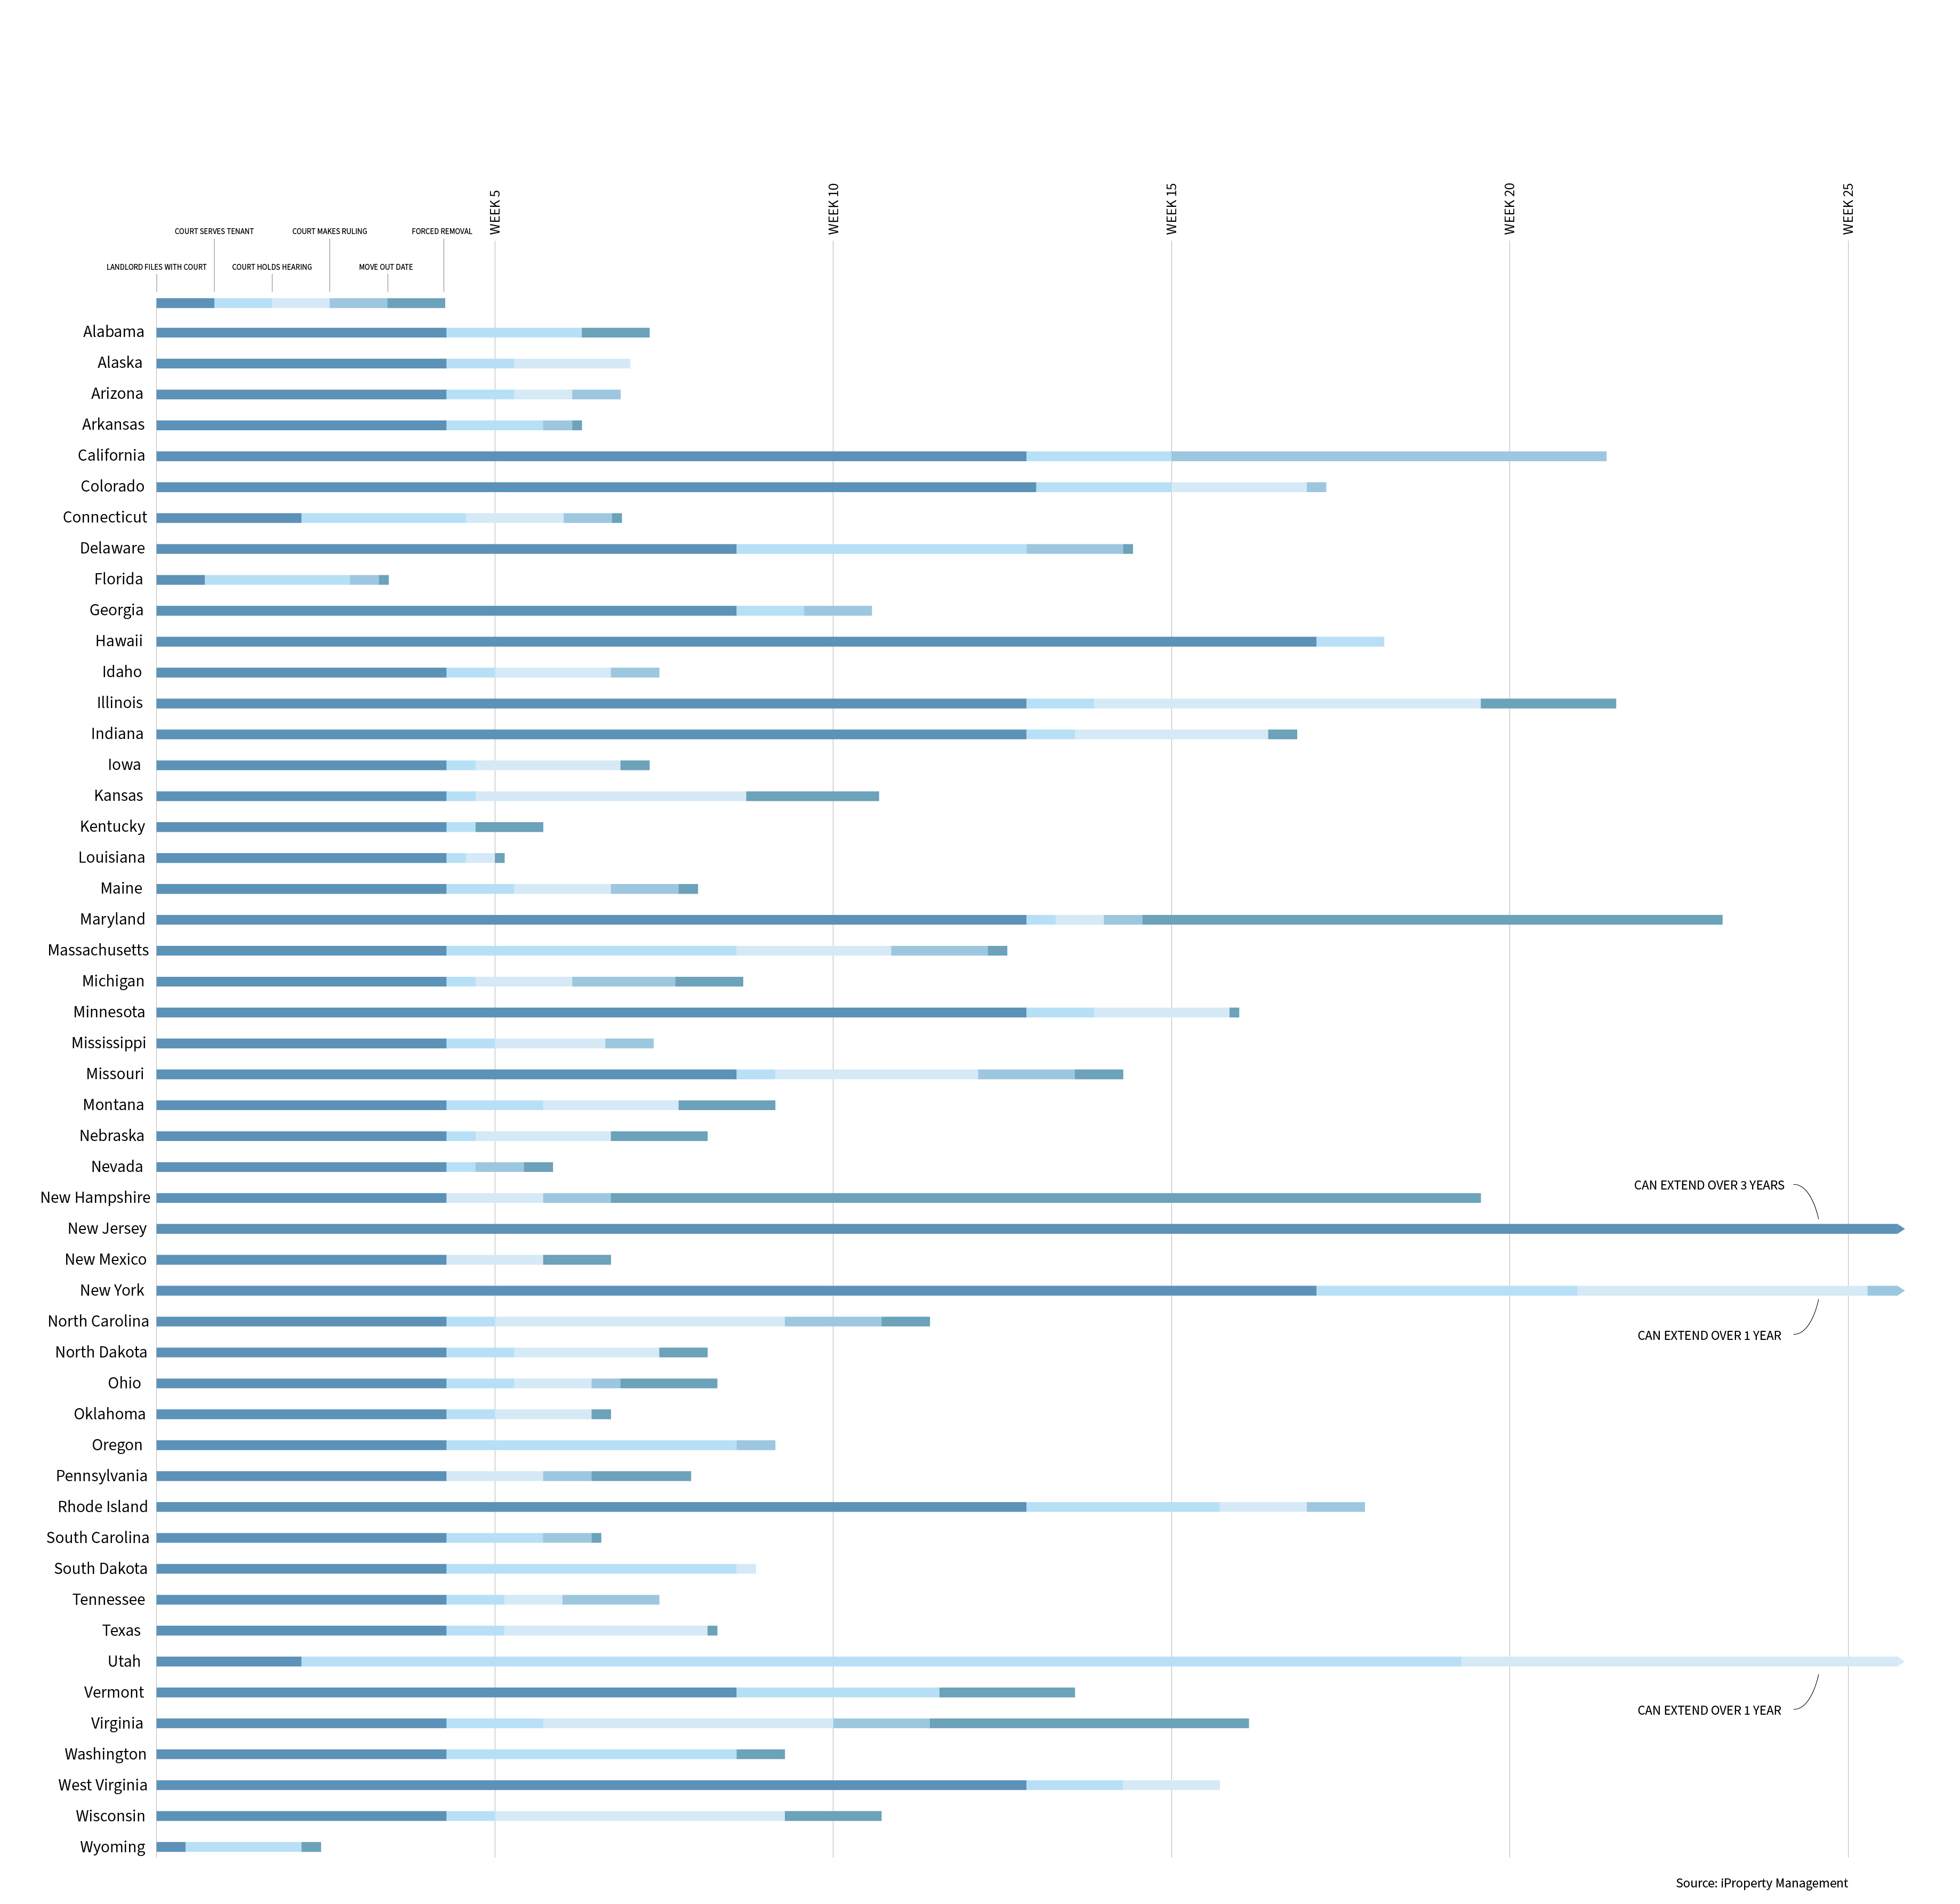 WEEK 5
WEEK 10
WEEK 15
WEEK 20
WEEK 25
COURT SERVES TENANT
COURT MAKES RULING
FORCED REMOVAL
LANDLORD FILES WITH COURT
COURT HOLDS HEARING
MOVE OUT DATE
Alabama
Alaska
Arizona
Arkansas
California
Colorado
Connecticut
Delaware
Florida
Georgia
Hawaii
Idaho
Illinois
Indiana
Iowa
Kansas
Kentucky
Louisiana
Maine
Maryland
Massachusetts
Michigan
Minnesota
Mississippi
Missouri
Montana
Nebraska
Nevada
CAN EXTEND OVER 3 YEARS
New Hampshire
New Jersey
New Mexico
New York
North Carolina
CAN EXTEND OVER 1 YEAR
North Dakota
Ohio
Oklahoma
Oregon
Pennsylvania
Rhode Island
South Carolina
South Dakota
Tennessee
Texas
Utah
Vermont
CAN EXTEND OVER 1 YEAR
Virginia
Washington
West Virginia
Wisconsin
Wyoming
Source: iProperty Management